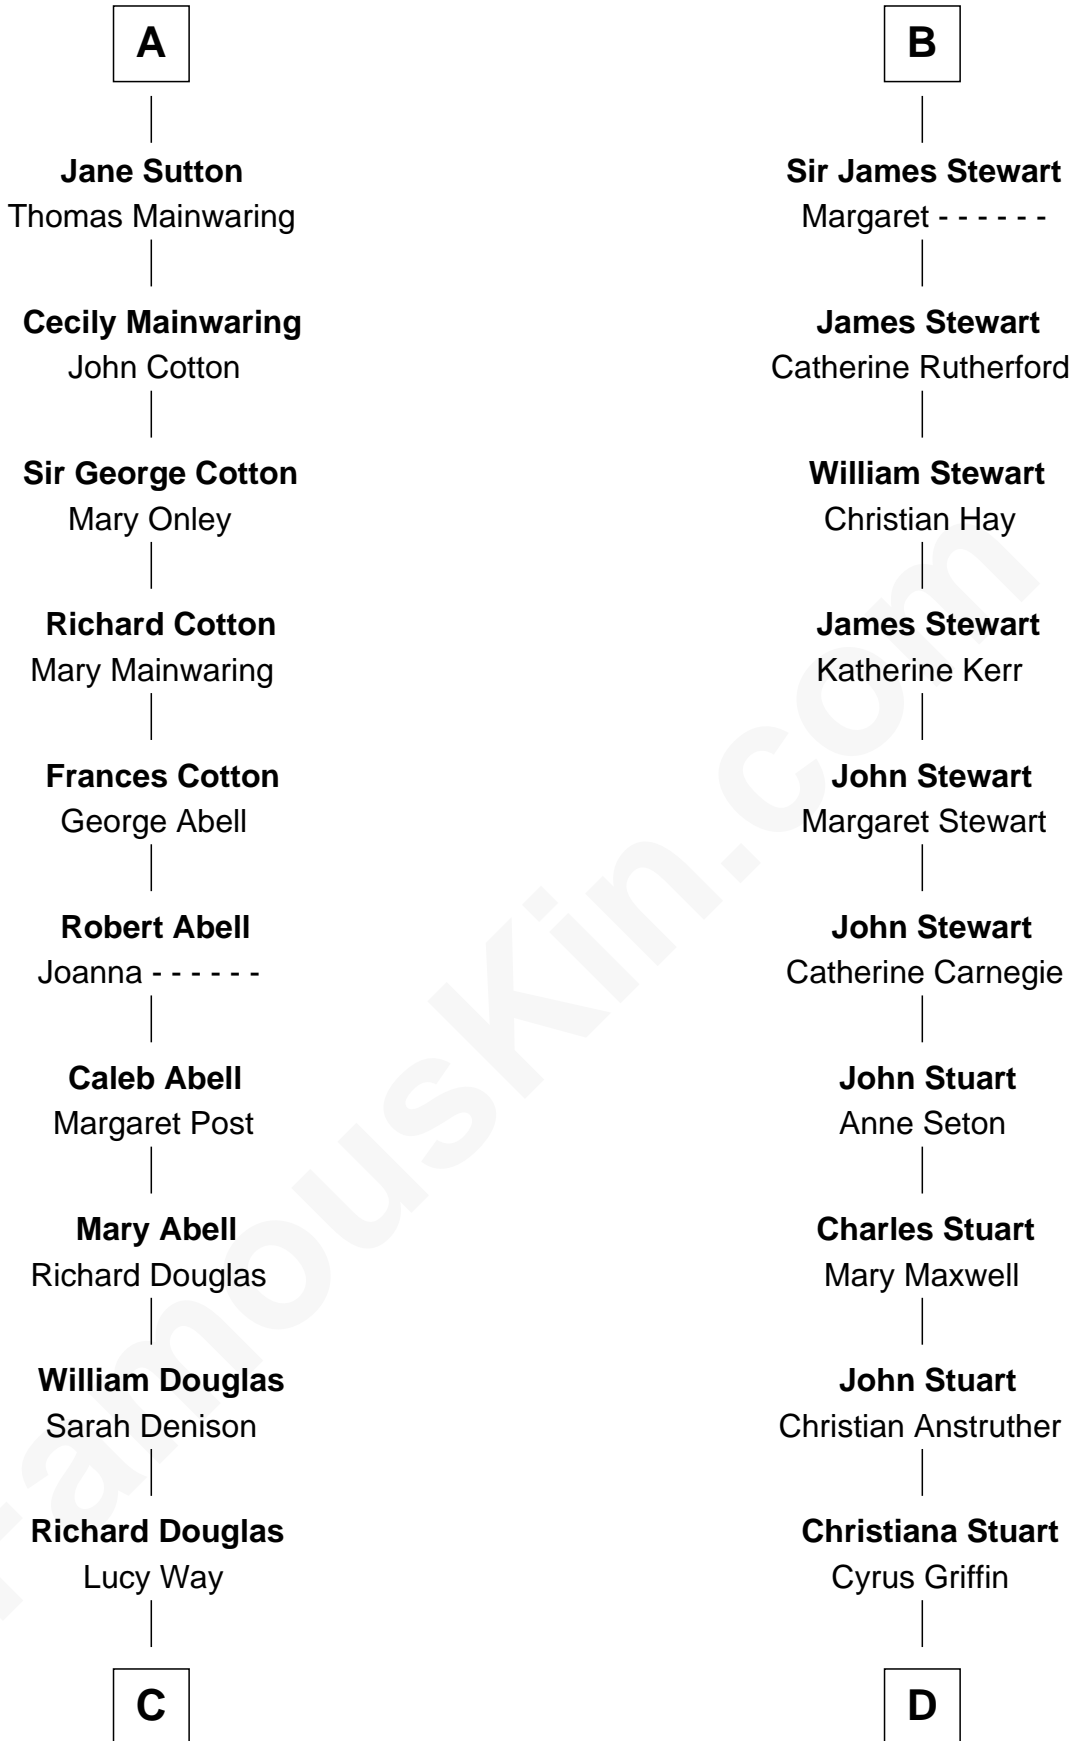 A
Jane Sutton
Thomas Mainwaring
Cecily Mainwaring
John Cotton
Sir George Cotton
Mary Onley
Richard Cotton
Mary Mainwaring
Frances Cotton
George Abell
Robert Abell
Joanna - - - - - -
Caleb Abell
Margaret Post
Mary Abell
Richard Douglas
William Douglas
Sarah Denison
Richard Douglas
Lucy Way
C
B
Sir James Stewart
Margaret - - - - - -
James Stewart
Catherine Rutherford
William Stewart
Christian Hay
James Stewart
Katherine Kerr
John Stewart
Margaret Stewart
John Stewart
Catherine Carnegie
John Stuart
Anne Seton
Charles Stuart
Mary Maxwell
John Stuart
Christian Anstruther
Christiana Stuart
Cyrus Griffin
D
FamousKin.com